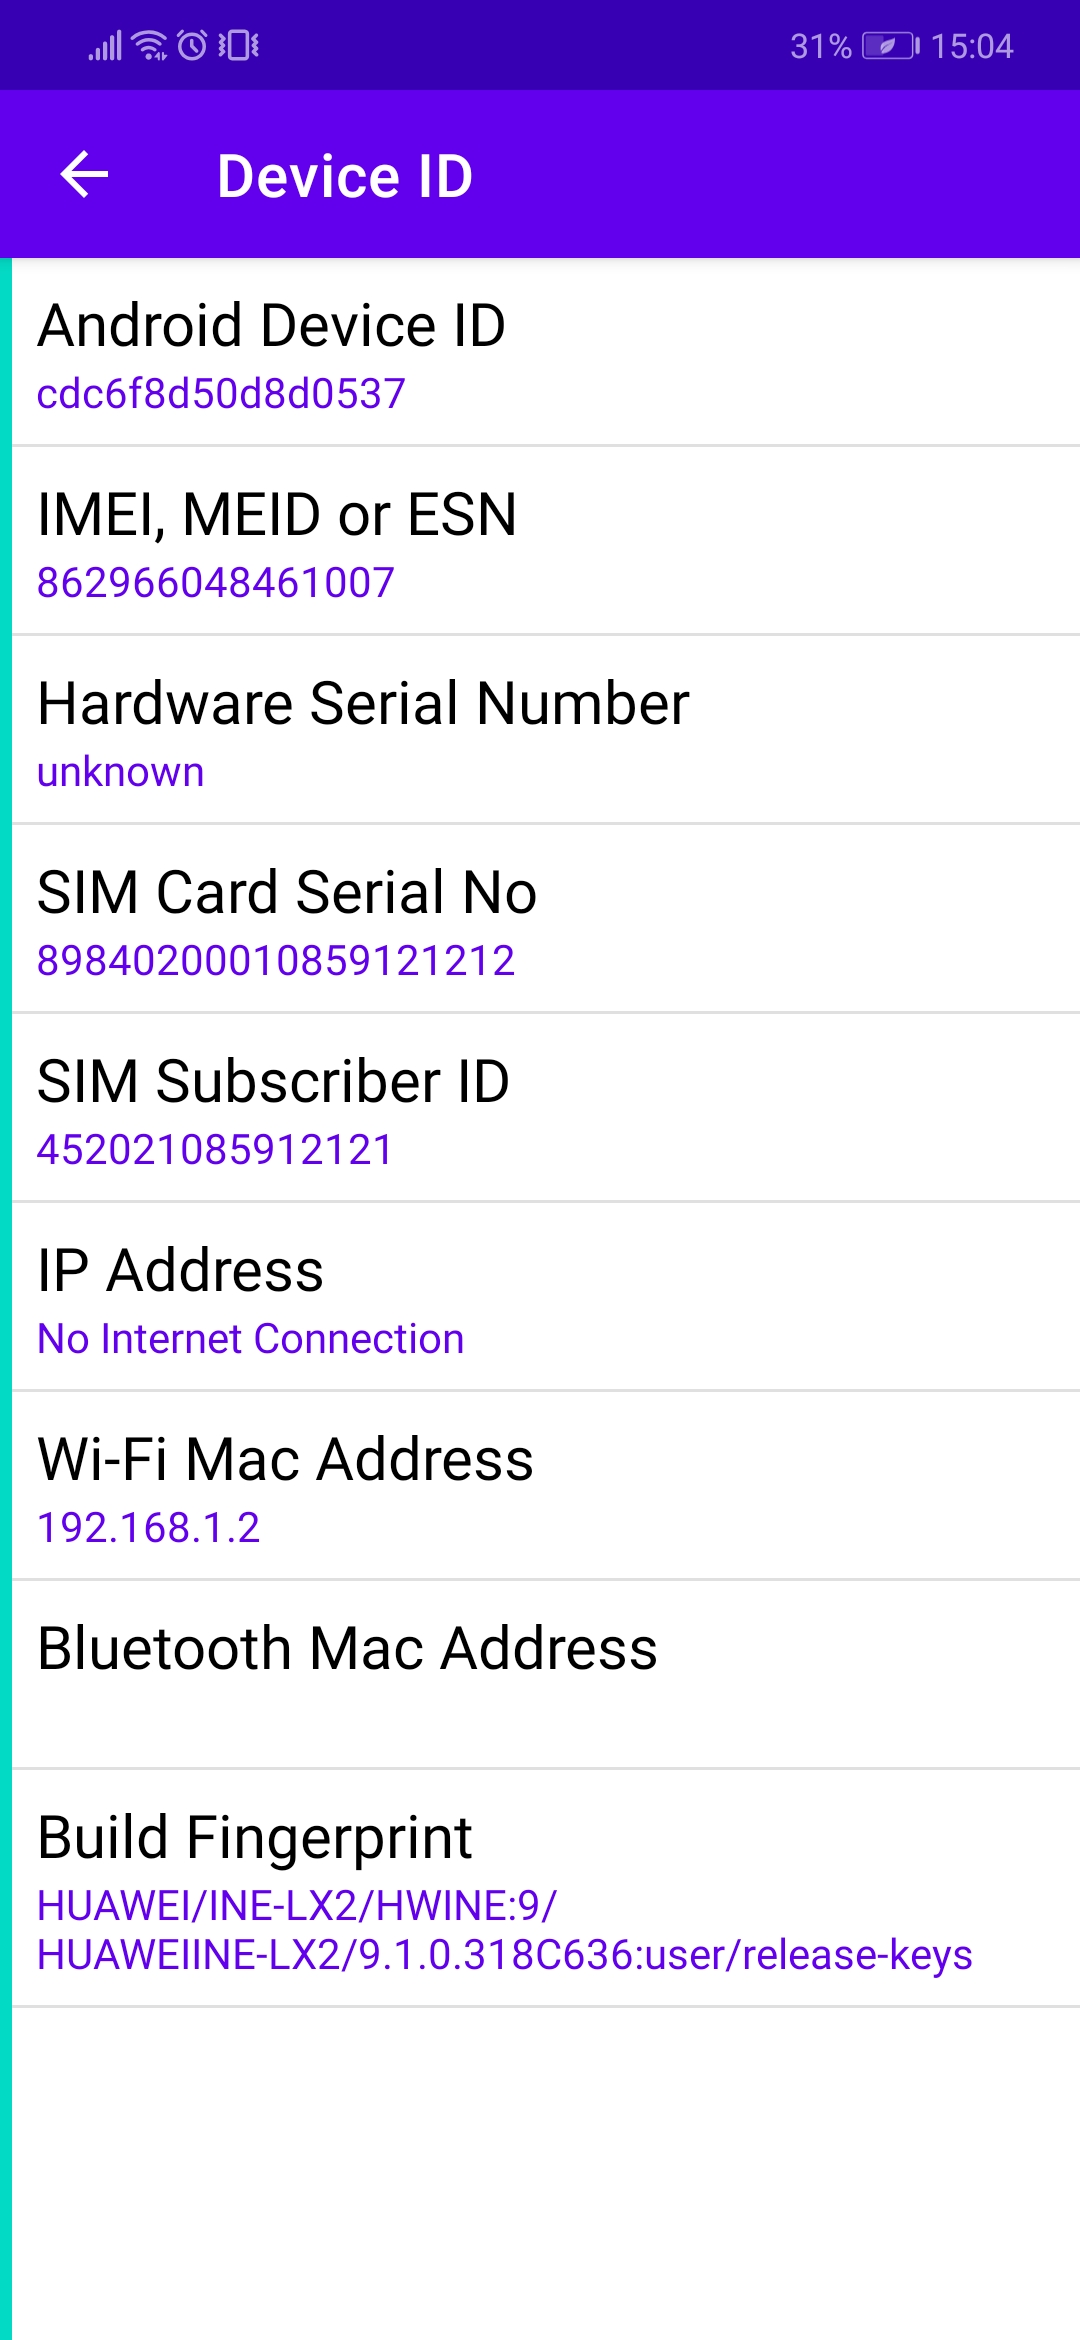 31% 15:04
Device ID
Android Device ID
cdc6f8d50d8d0537
IMEI, MEID or ESN
862966048461007
Hardware Serial Number
unknown
SIM Card Serial No
89840200010859121212
SIM Subscriber ID
452021085912121
IP Address
No Internet Connection
Wi-Fi Mac Address
192.168.1.2
Bluetooth Mac Address
Build Fingerprint
HUAWEI/INE-LX2/HWINE:9/
HUAWEIINE-LX2/9.1.0.318C636:user/release-keys